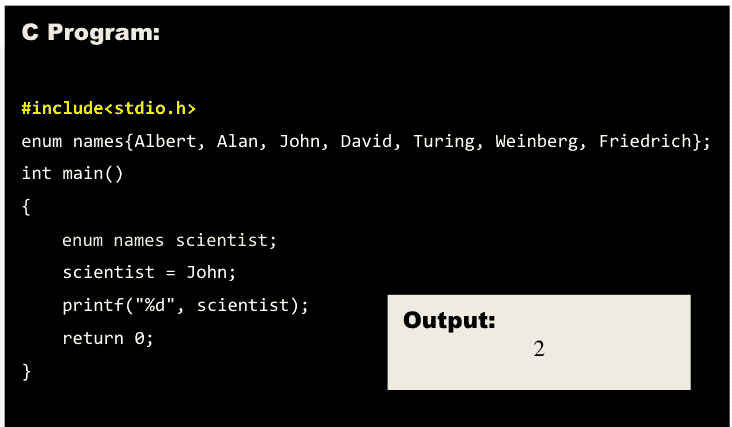 C Program:
#include<stdio.h>
enum names{Albert, Alan, John, David, Turing, Weinberg, Friedrich};
int main()
{
enum names scientist;
scientist = John;
printf("%d", scientist);
return 0;
}
Output:
2